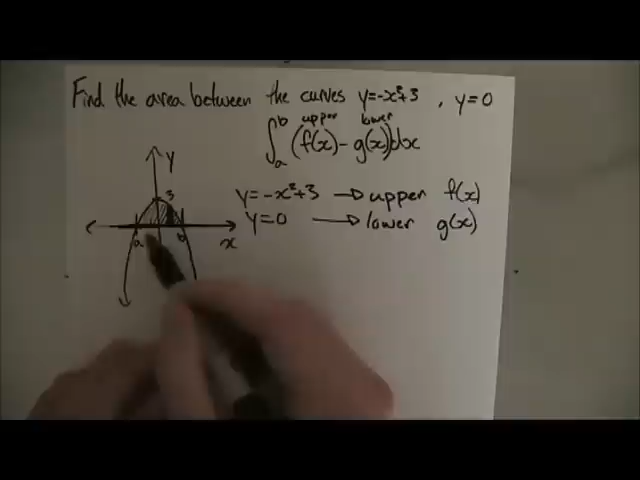 Find the area between the curves y=-x²+3 , y=0
∫ₐᵇ (f(x) - g(x))dx
upper lower
y
3
a b
x
y=-x²+3 → upper f(x)
y=0 → lower g(x)